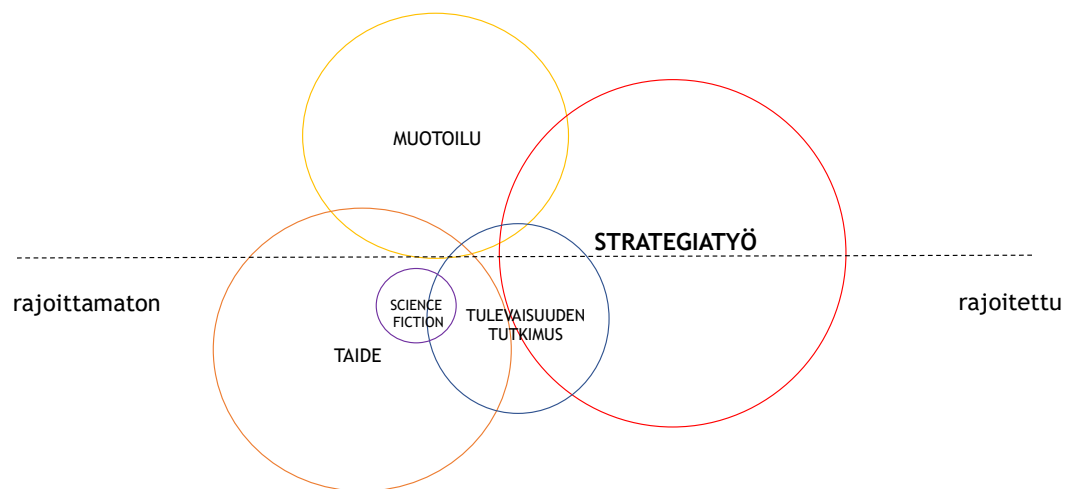 MUOTOILU
STRATEGIATYÖ
rajoittamaton
rajoitettu
SCIENCE
FICTION
TULEVAISUUDEN
TUTKIMUS
TAIDE